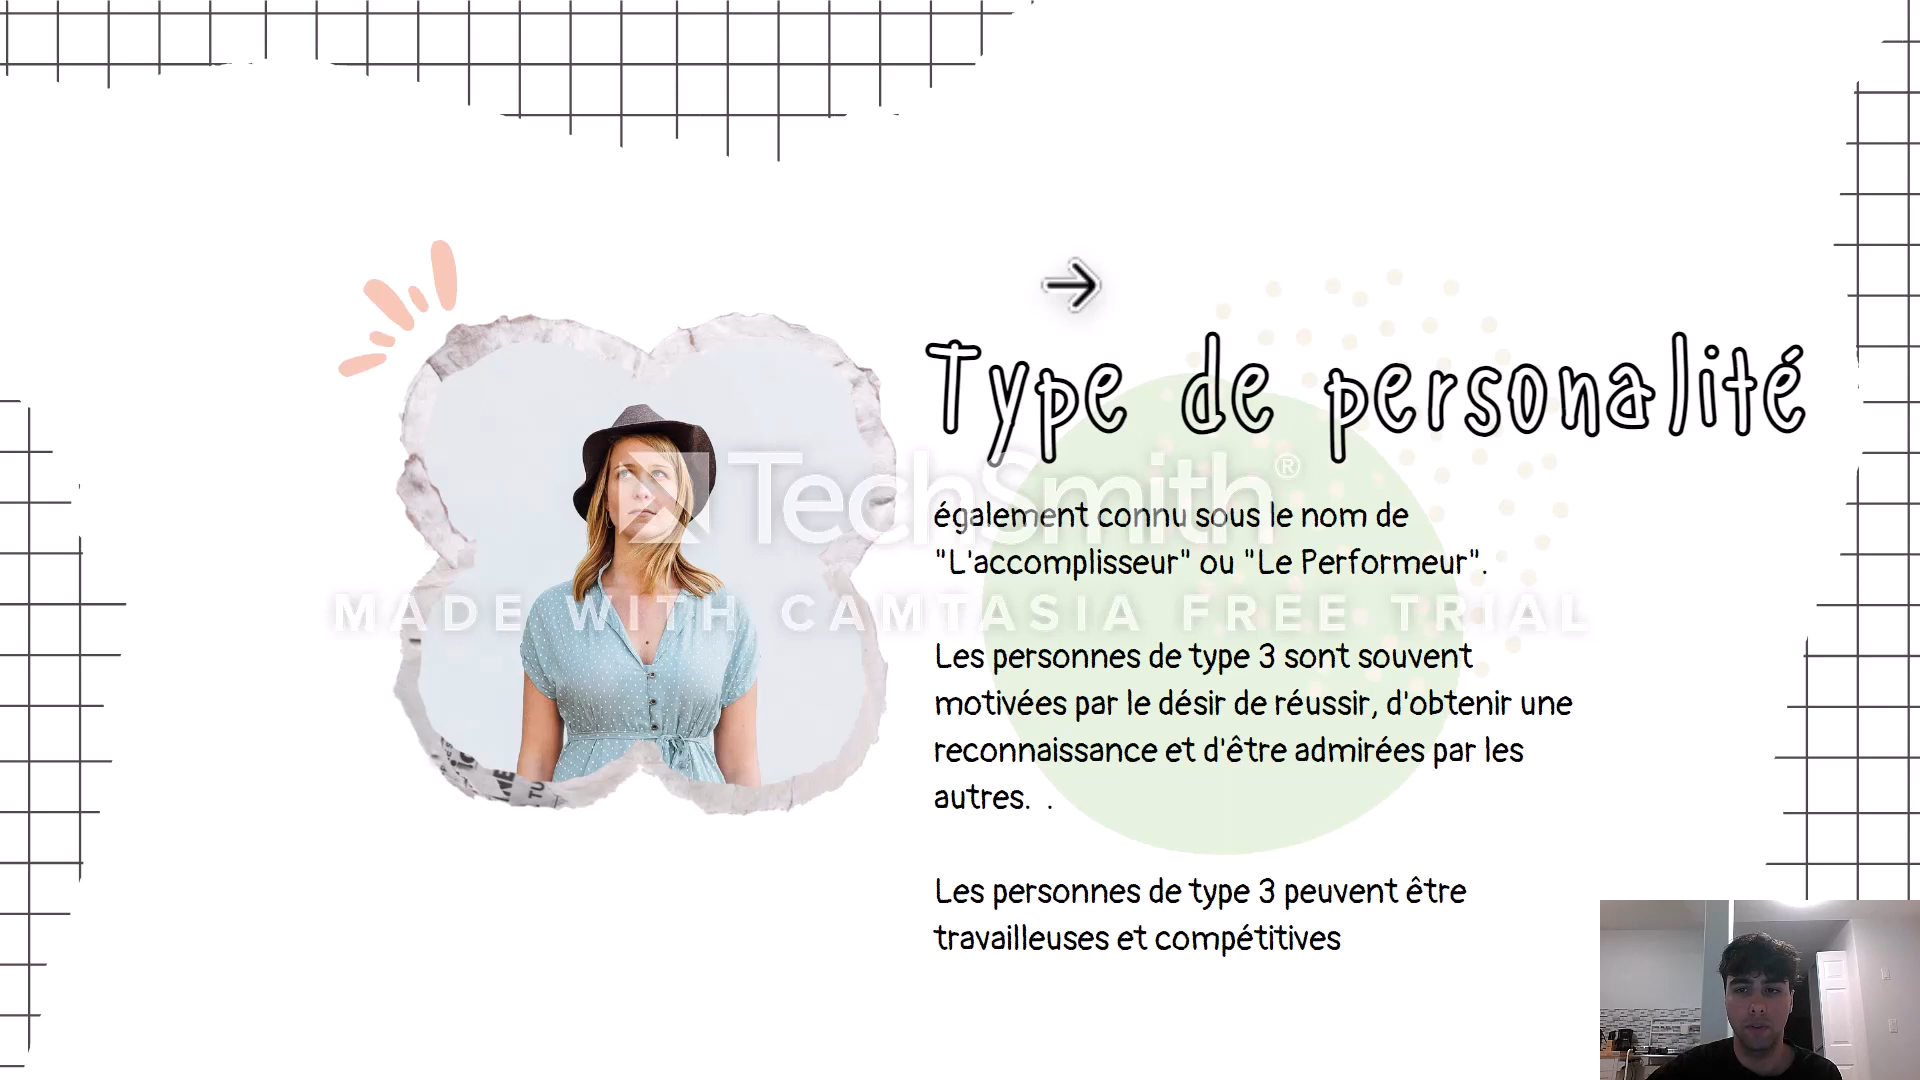 Type de personalité
TechSmith®
également connu sous le nom de
"L'accomplisseur" ou "Le Performeur".
MADE WITH CAMTASIA FREE TRIAL
Les personnes de type 3 sont souvent
motivées par le désir de réussir, d'obtenir une
reconnaissance et d'être admirées par les
autres. .
Les personnes de type 3 peuvent être
travailleuses et compétitives